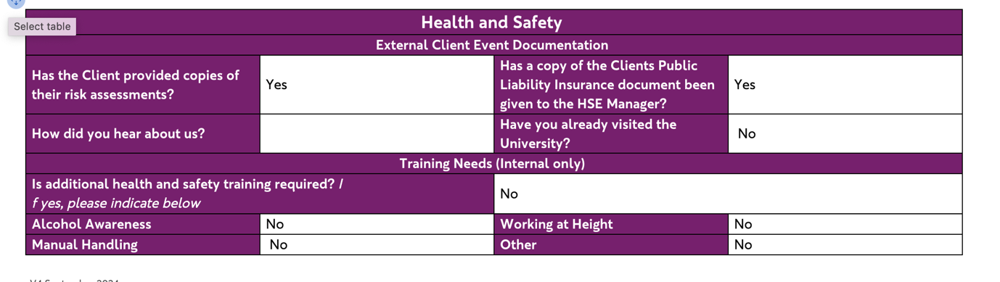 Select table
Health and Safety
External Client Event Documentation
Has the Client provided copies of
their risk assessments?
Yes
Has a copy of the Clients Public
Liability Insurance document been
given to the HSE Manager?
Yes
How did you hear about us?
Have you already visited the
University?
No
Training Needs (Internal only)
Is additional health and safety training required? I
f yes, please indicate below
No
Alcohol Awareness
No
Working at Height
No
Manual Handling
No
Other
No